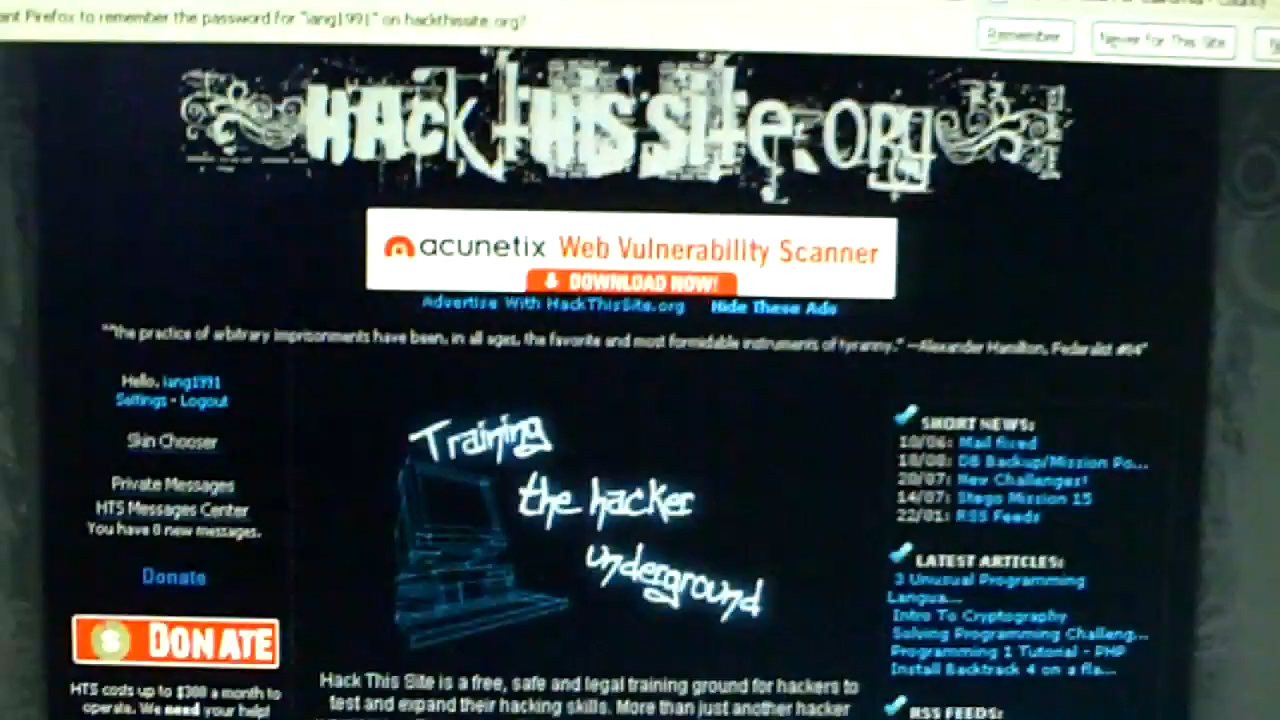 ant Firefox to remember the password for "iang1991" on hackthissite.org?
Remember
Never for This Site
HAck tHIS SitE.ORg
acunetix Web Vulnerability Scanner
DOWNLOAD NOW!
Advertise With HackThisSite.org Hide These Ads
"the practice of arbitrary imprisonments have been, in all ages, the favorite and most formidable instruments of tyranny." —Alexander Hamilton, Federalist #84"
Hello, iang1991
Settings - Logout
Skin Chooser
Private Messages
HTS Messages Center
You have 0 new messages.
Donate
DONATE
HTS costs up to $300 a month to
operate. We need your help!
Training
the hacker
underground
Hack This Site is a free, safe and legal training ground for hackers to
test and expand their hacking skills. More than just another hacker
SHORT NEWS:
10/06: Mail fixed
18/08: DB Backup/Mission Po...
20/07: New Challenges!
14/07: Stego Mission 15
22/01: RSS Feeds
LATEST ARTICLES:
3 Unusual Programming
Langua...
Intro To Cryptography
Solving Programming Challeng...
Programming 1 Tutorial - PHP
Install Backtrack 4 on a fla...
RSS FEEDS: